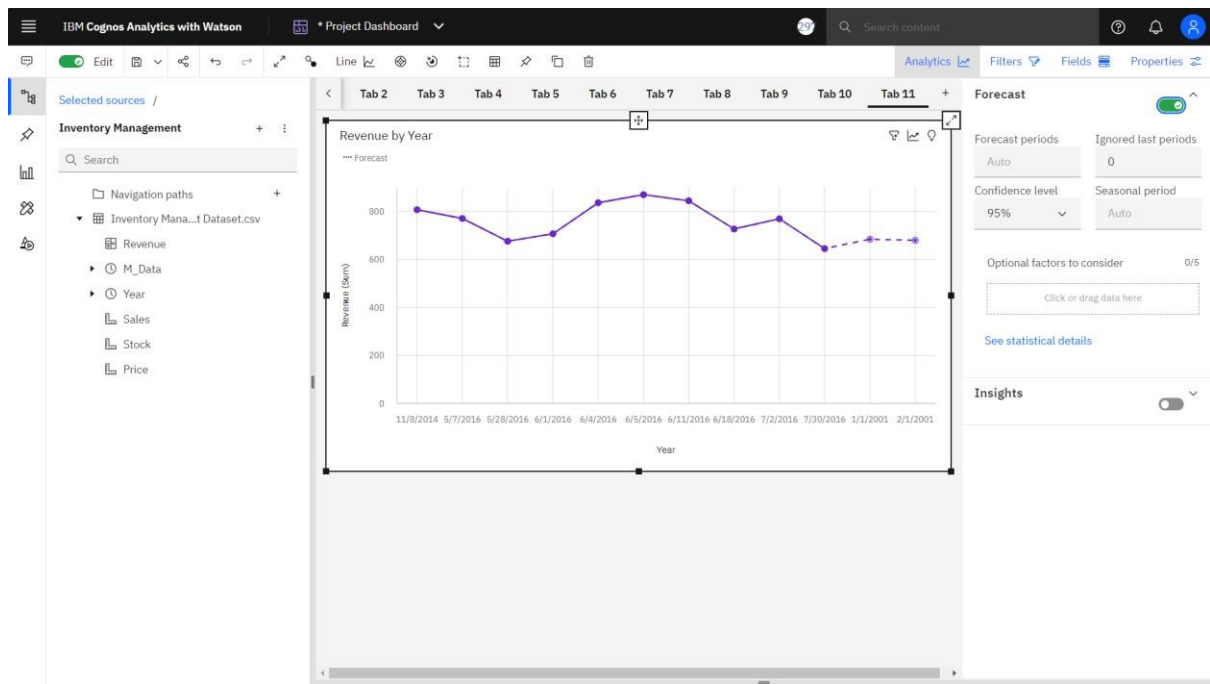 IBM Cognos Analytics with Watson
* Project Dashboard
29
Search content
Edit
Line
Analytics
Filters
Fields
Properties
Selected sources /
Inventory Management
Search
Navigation paths
Inventory Mana...t Dataset.csv
Revenue
M_Data
Year
Sales
Stock
Price
Tab 2 Tab 3 Tab 4 Tab 5 Tab 6 Tab 7 Tab 8 Tab 9 Tab 10 Tab 11
Revenue by Year
Forecast
Revenue (Sum)
800
600
400
200
0
11/8/2014 5/7/2016 5/28/2016 6/1/2016 6/4/2016 6/5/2016 6/11/2016 6/18/2016 7/2/2016 7/30/2016 1/1/2001 2/1/2001
Year
Forecast
Forecast periods Ignored last periods
Auto 0
Confidence level Seasonal period
95% Auto
Optional factors to consider 0/5
Click or drag data here
See statistical details
Insights